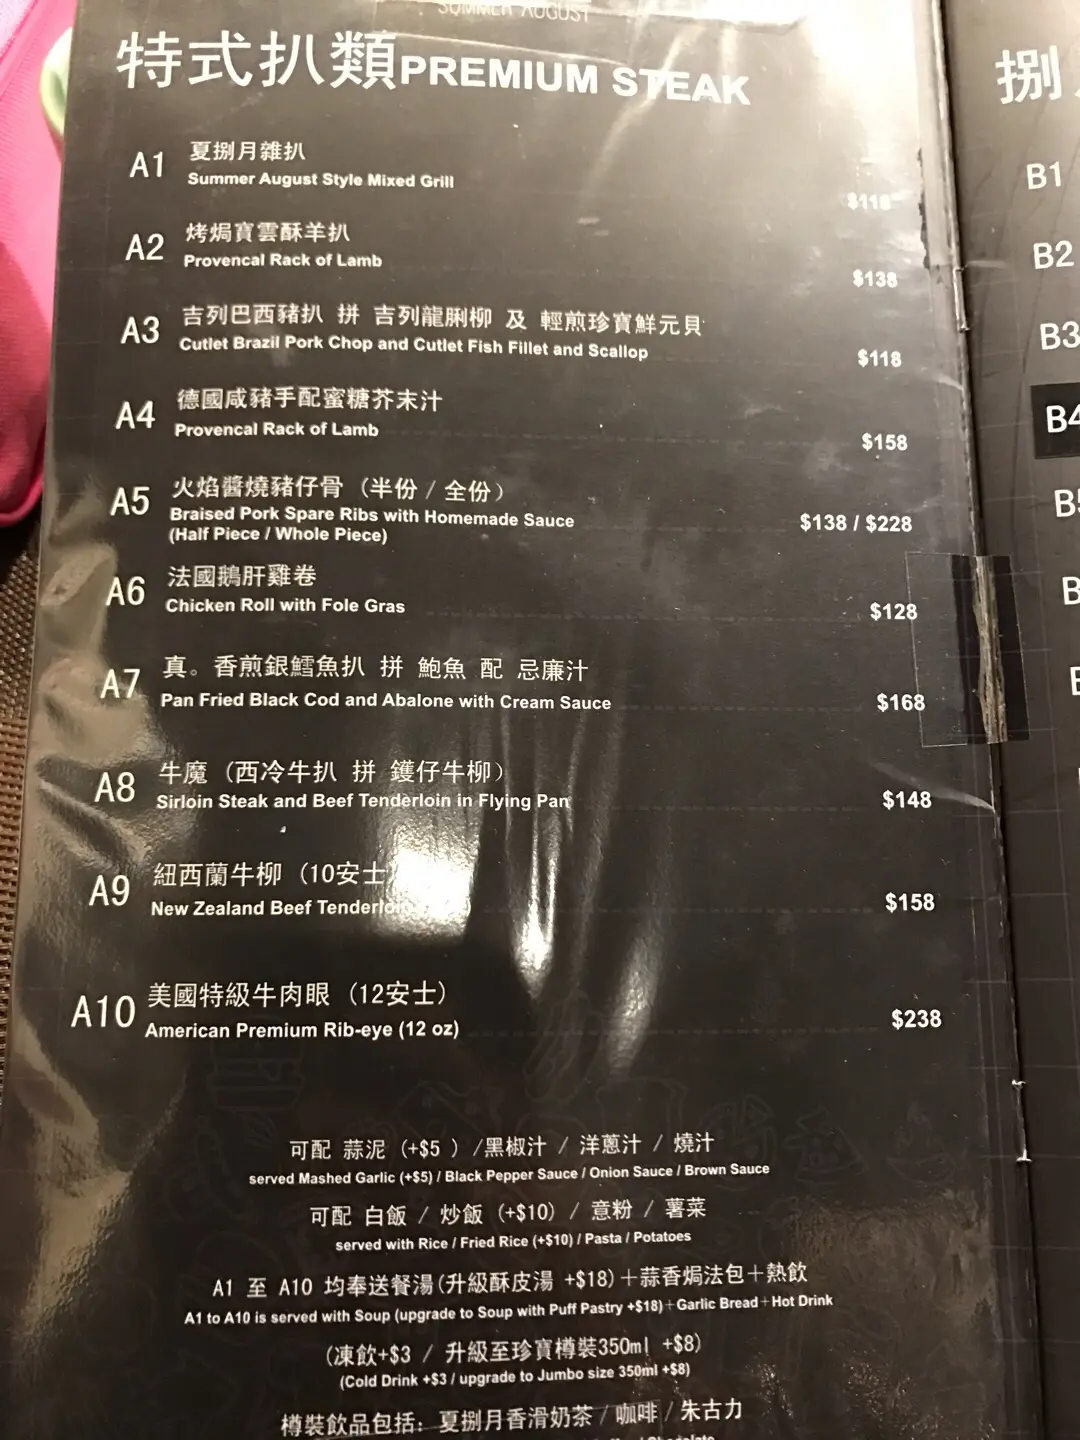 SUMMER AUGUST
特式扒類PREMIUM STEAK
A1 夏捌月雜扒
Summer August Style Mixed Grill
A2 烤焗寶雲酥羊扒
Provencal Rack of Lamb
$138
A3 吉列巴西豬扒 拼 吉列龍脷柳 及 輕煎珍寶鮮元貝
Cutlet Brazil Pork Chop and Cutlet Fish Fillet and Scallop
$118
A4 德國咸豬手配蜜糖芥末汁
Provencal Rack of Lamb
$158
A5 火焰醬燒豬仔骨（半份 / 全份）
Braised Pork Spare Ribs with Homemade Sauce $138 / $228
(Half Piece / Whole Piece)
A6 法國鵝肝雞卷
Chicken Roll with Fole Gras
$128
A7 真。香煎銀鱈魚扒 拼 鮑魚 配 忌廉汁
Pan Fried Black Cod and Abalone with Cream Sauce $168
A8 牛魔（西冷牛扒 拼 鑊仔牛柳）
Sirloin Steak and Beef Tenderloin in Flying Pan $148
A9 紐西蘭牛柳（10安士
New Zealand Beef $158
A10 美國特級牛肉眼（12安士）
American Premium Rib-eye (12 oz) $238
可配 蒜泥 (+$5 ) /黑椒汁 / 洋蔥汁 / 燒汁
served Mashed Garlic (+$5) / Black Pepper Sauce / Onion Sauce / Brown Sauce
可配 白飯 / 炒飯 (+$10) / 意粉 / 薯菜
served with Rice / Fried Rice (+$10) / Pasta / Potatoes
A1 至 A10 均奉送餐湯(升級酥皮湯 +$18)＋蒜香焗法包＋熱飲
A1 to A10 is served with Soup (upgrade to Soup with Puff Pastry +$18)＋Garlic Bread＋Hot Drink
(凍飲+$3 / 升級至珍寶樽裝350ml +$8)
(Cold Drink +$3 / upgrade to Jumbo size 350ml +$8)
樽裝飲品包括: 夏捌月香滑奶茶 / 咖啡 / 朱古力
捌
B1
B2
B3
B4